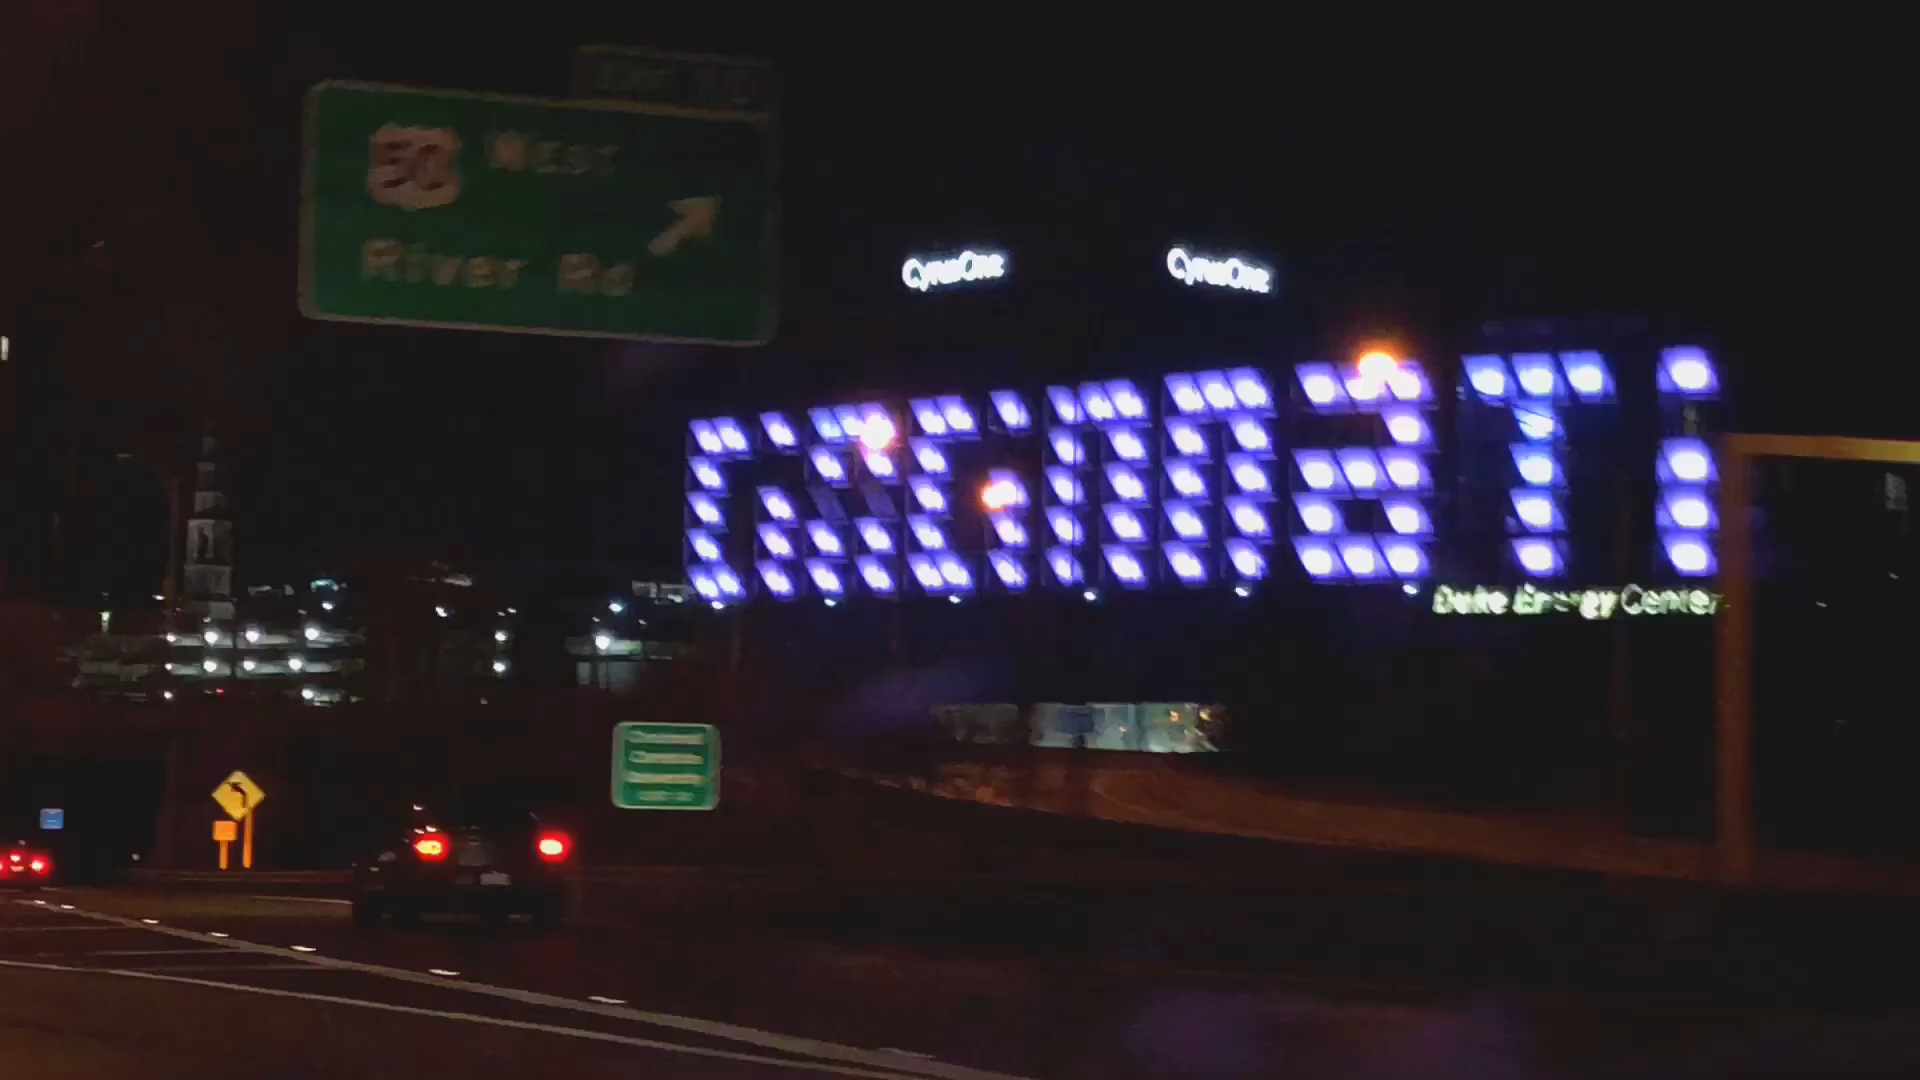 50 West
River Rd
CyrusOne
CyrusOne
CincinnaTI
Duke Energy Center